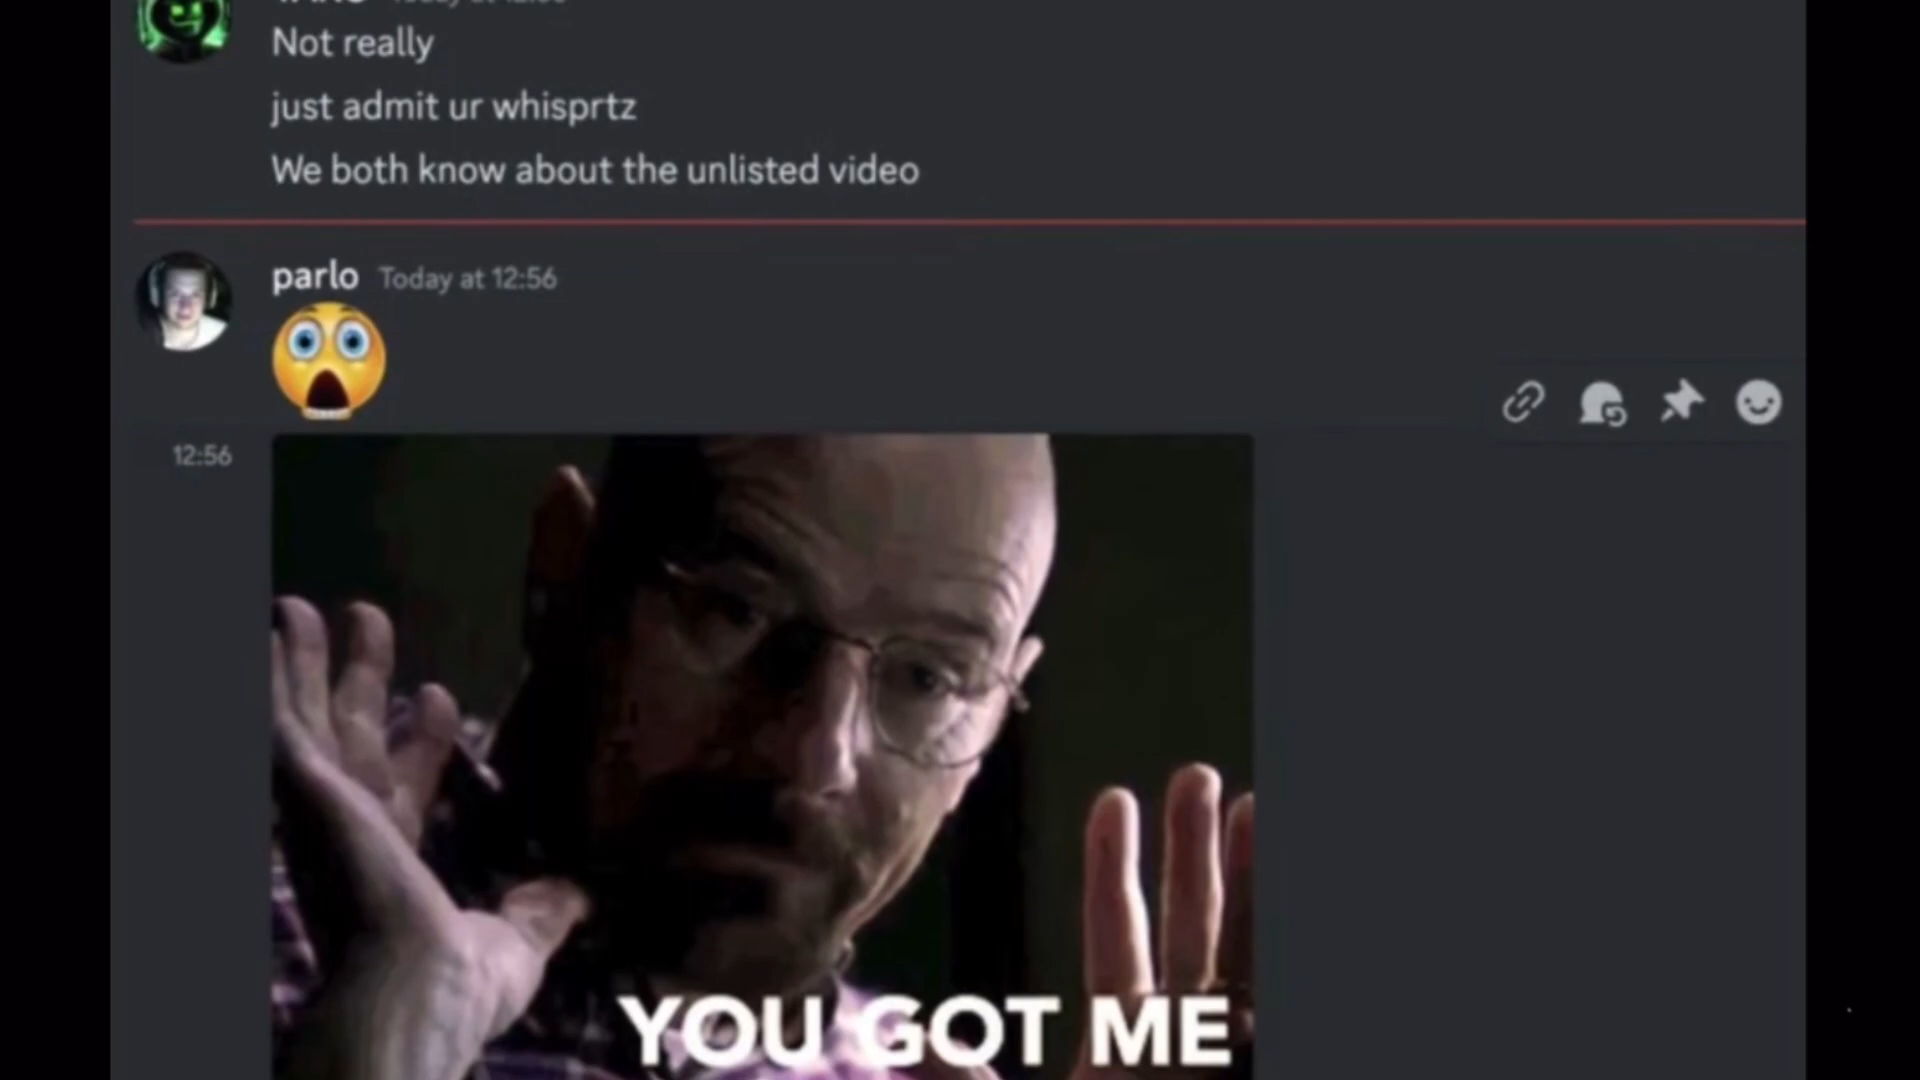 Not really
just admit ur whisprtz
We both know about the unlisted video
parlo Today at 12:56
12:56
YOU GOT ME